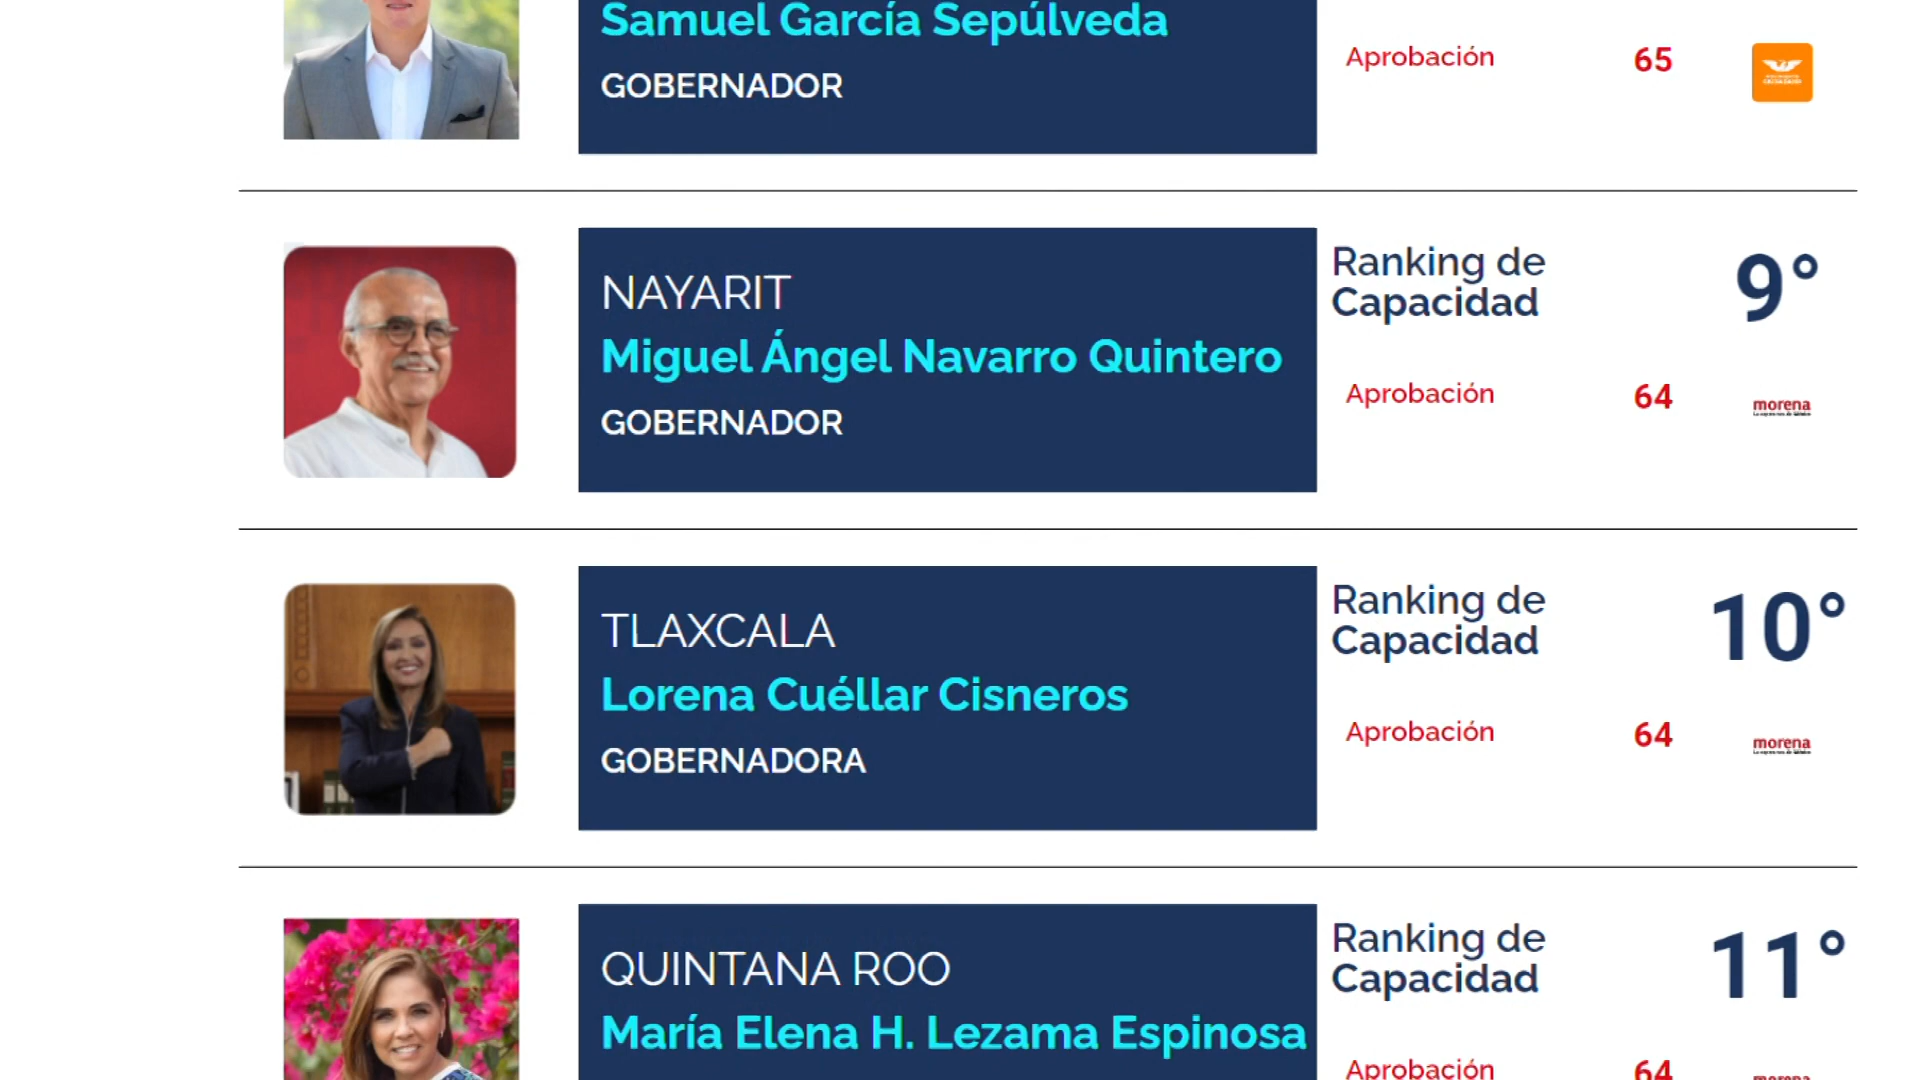 Samuel García Sepúlveda
GOBERNADOR
Aprobación 65
NAYARIT
Miguel Ángel Navarro Quintero
GOBERNADOR
Ranking de
Capacidad
9°
Aprobación 64
morena
TLAXCALA
Lorena Cuéllar Cisneros
GOBERNADORA
Ranking de
Capacidad
10°
Aprobación 64
morena
QUINTANA ROO
María Elena H. Lezama Espinosa
Ranking de
Capacidad
11°
Aprobación 64
morena